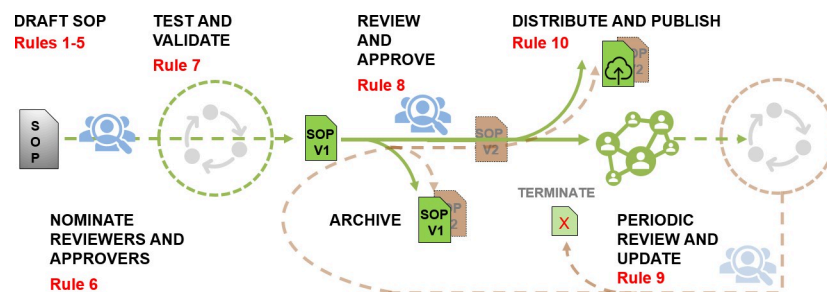 DRAFT SOP
Rules 1-5
TEST AND
VALIDATE
Rule 7
REVIEW
AND
APPROVE
Rule 8
DISTRIBUTE AND PUBLISH
Rule 10
S
O
P
SOP
V1
SOP
V2
ARCHIVE
SOP
V1
TERMINATE
X
NOMINATE
REVIEWERS AND
APPROVERS
Rule 6
PERIODIC
REVIEW AND
UPDATE
Rule 9